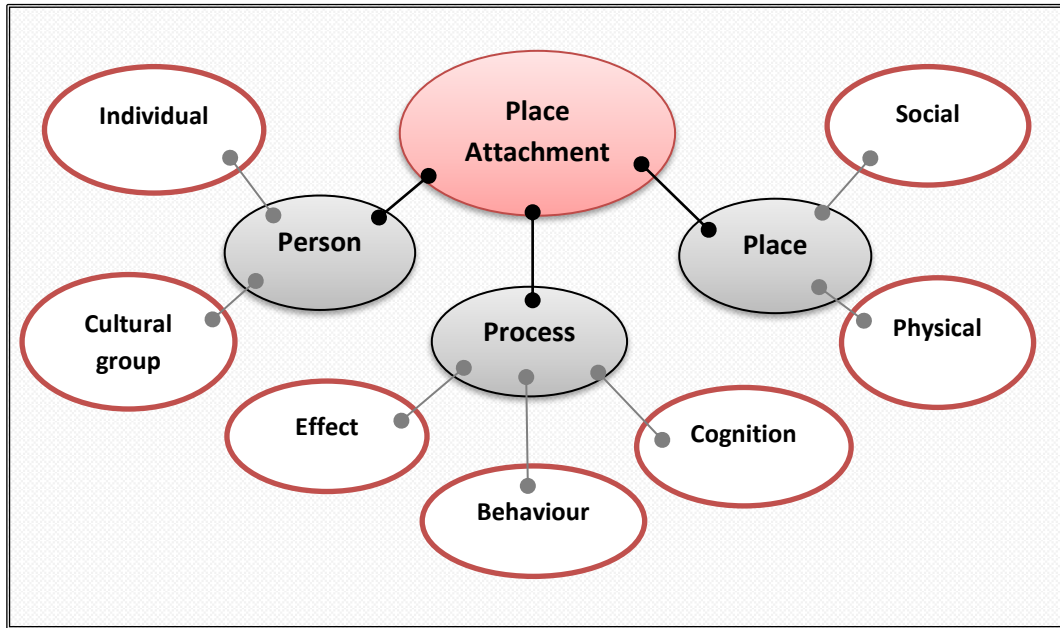 Place
Attachment
Individual
Social
Person
Place
Cultural
group
Process
Physical
Effect
Cognition
Behaviour